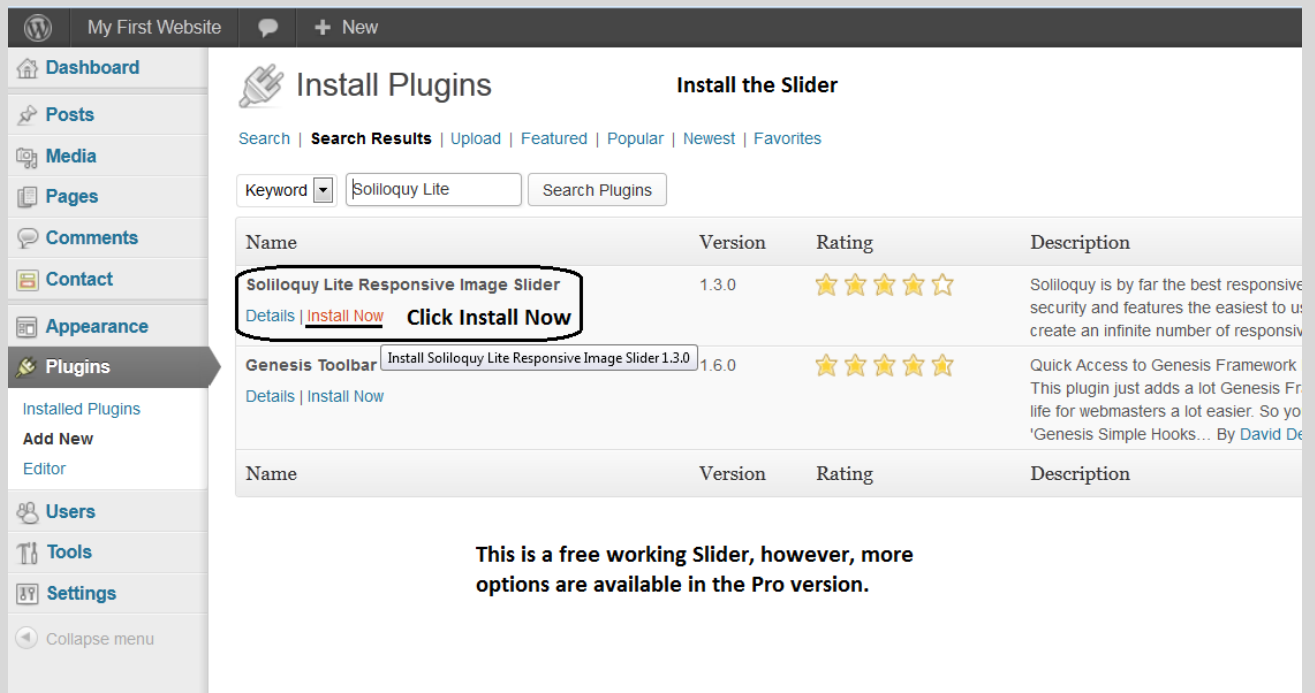 My First Website
New
Dashboard
Posts
Media
Pages
Comments
Contact
Appearance
Plugins
Installed Plugins
Add New
Editor
Users
Tools
Settings
Collapse menu
Install Plugins
Install the Slider
Search | Search Results | Upload | Featured | Popular | Newest | Favorites
Keyword Soliloquy Lite Search Plugins
Name Version Rating Description
Soliloquy Lite Responsive Image Slider 1.3.0 Soliloquy is by far the best responsive
security and features the easiest to
Details | Install Now Click Install Now
create an infinite number of
Install Soliloquy Lite Responsive Image Slider 1.3.0
Genesis Toolbar 1.6.0 Quick Access to Genesis Framework
This plugin just adds a lot Genesis
Details | Install Now
life for webmasters a lot easier. So
'Genesis Simple Hooks... By David
Name Version Rating Description
This is a free working Slider, however, more
options are available in the Pro version.